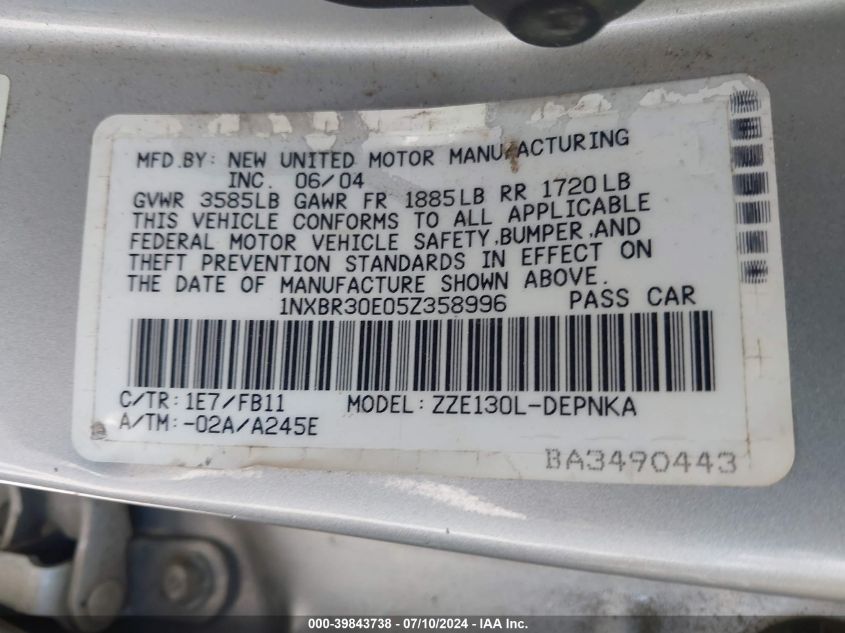 MFD.BY: NEW UNITED MOTOR MANUFACTURING
INC. 06/04
GVWR 3585LB GAWR FR 1885LB RR 1720LB
THIS VEHICLE CONFORMS TO ALL APPLICABLE
FEDERAL MOTOR VEHICLE SAFETY,BUMPER,AND
THEFT PREVENTION STANDARDS IN EFFECT ON
THE DATE OF MANUFACTURE SHOWN ABOVE.
1NXBR30E05Z358996 PASS CAR
C/TR: 1E7/FB11 MODEL: ZZE130L-DEPNKA
A/TM:-02A/A245E
BA3490443
000-39843738 - 07/10/2024 - IAA Inc.